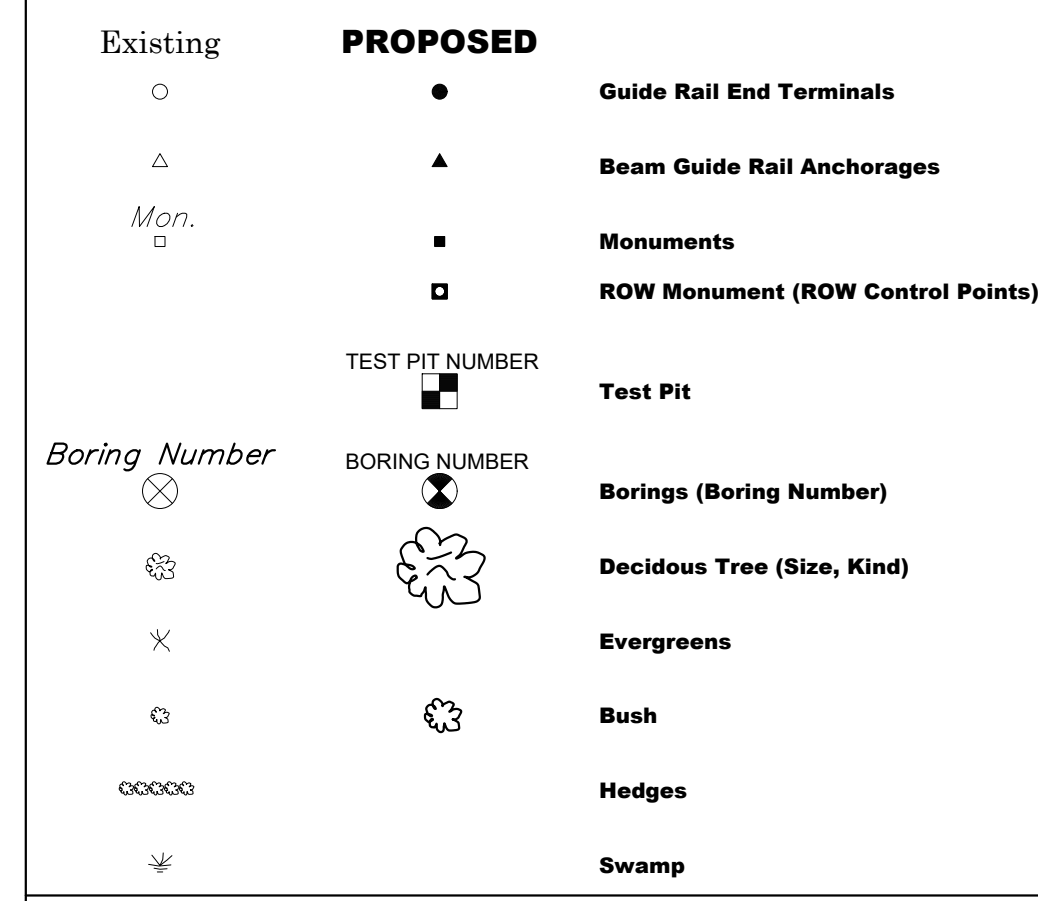 Existing PROPOSED
Guide Rail End Terminals
Beam Guide Rail Anchorages
Mon.
Monuments
ROW Monument (ROW Control Points)
TEST PIT NUMBER
Test Pit
Boring Number BORING NUMBER
Borings (Boring Number)
Decidous Tree (Size, Kind)
Evergreens
Bush
Hedges
Swamp